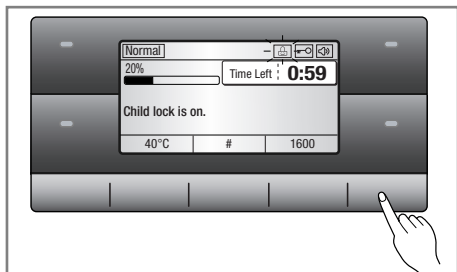 Normal
20%
Time Left 0:59
Child lock is on.
40°C # 1600